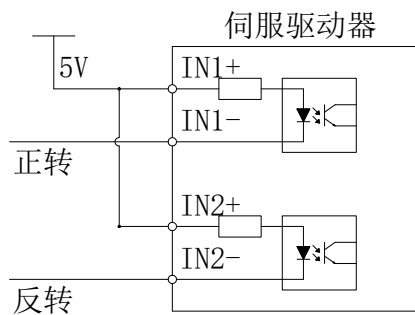 伺服驱动器
5V
IN1+
IN1-
正转
IN2+
IN2-
反转